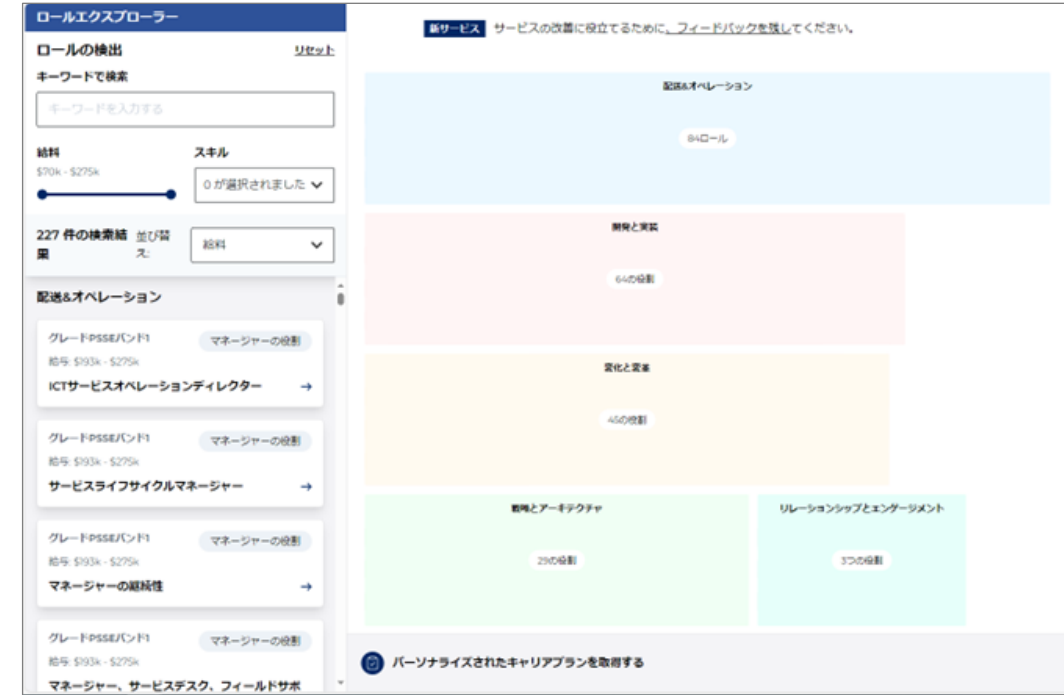 ロールエクスプローラー
ロールの検出 リセット
キーワードで検索
キーワードを入力する
給料 スキル
$70k - $275k
0 が選択されました
227 件の検索結果 並び替え:
給料
配送&オペレーション
グレードPSSEバンド1 マネージャーの役割
給与: $193k - $275k
ICTサービスオペレーションディレクター →
グレードPSSEバンド1 マネージャーの役割
給与: $193k - $275k
サービスライフサイクルマネージャー →
グレードPSSEバンド1 マネージャーの役割
給与: $193k - $275k
マネージャーの継続性 →
グレードPSSEバンド1 マネージャーの役割
給与: $193k - $275k
マネージャー、サービスデスク、フィールドサポ
新サービス サービスの改善に役立てるために、フィードバックを残してください。
配送&オペレーション
84ロール
開発と実装
64の役割
変化と変革
の役割
戦略とアーキテクチャ
29の役割
リレーションシップとエンゲージメント
3つの役割
パーソナライズされたキャリアプランを取得する